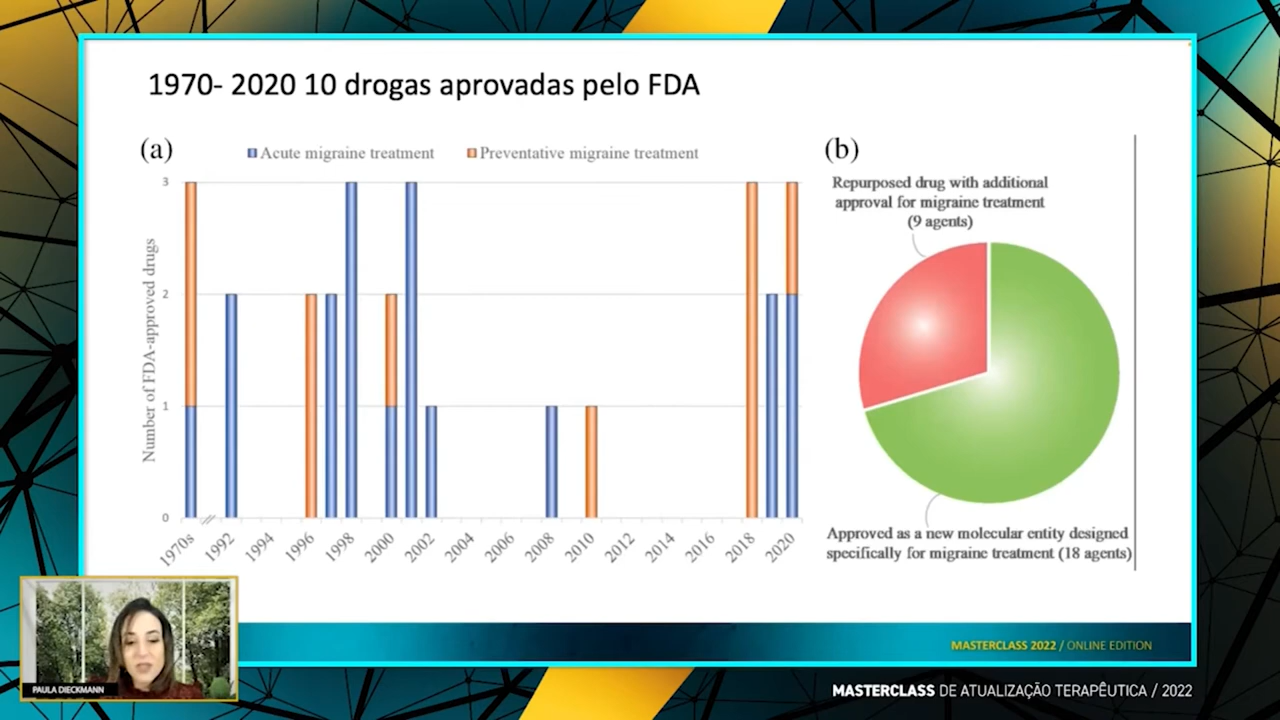 1970- 2020 10 drogas aprovadas pelo FDA
(a)
Acute migraine treatment
Preventative migraine treatment
Number of FDA-approved drugs
3
2
1
0
1970s
1992
1994
1996
1998
2000
2002
2004
2006
2008
2010
2012
2014
2016
2018
2020
(b)
Repurposed drug with additional
approval for migraine treatment
(9 agents)
Approved as a new molecular entity designed
specifically for migraine treatment (18 agents)
MASTERCLASS 2022 / ONLINE EDITION
PAULA DIECKMANN
MASTERCLASS DE ATUALIZAÇÃO TERAPÊUTICA / 2022